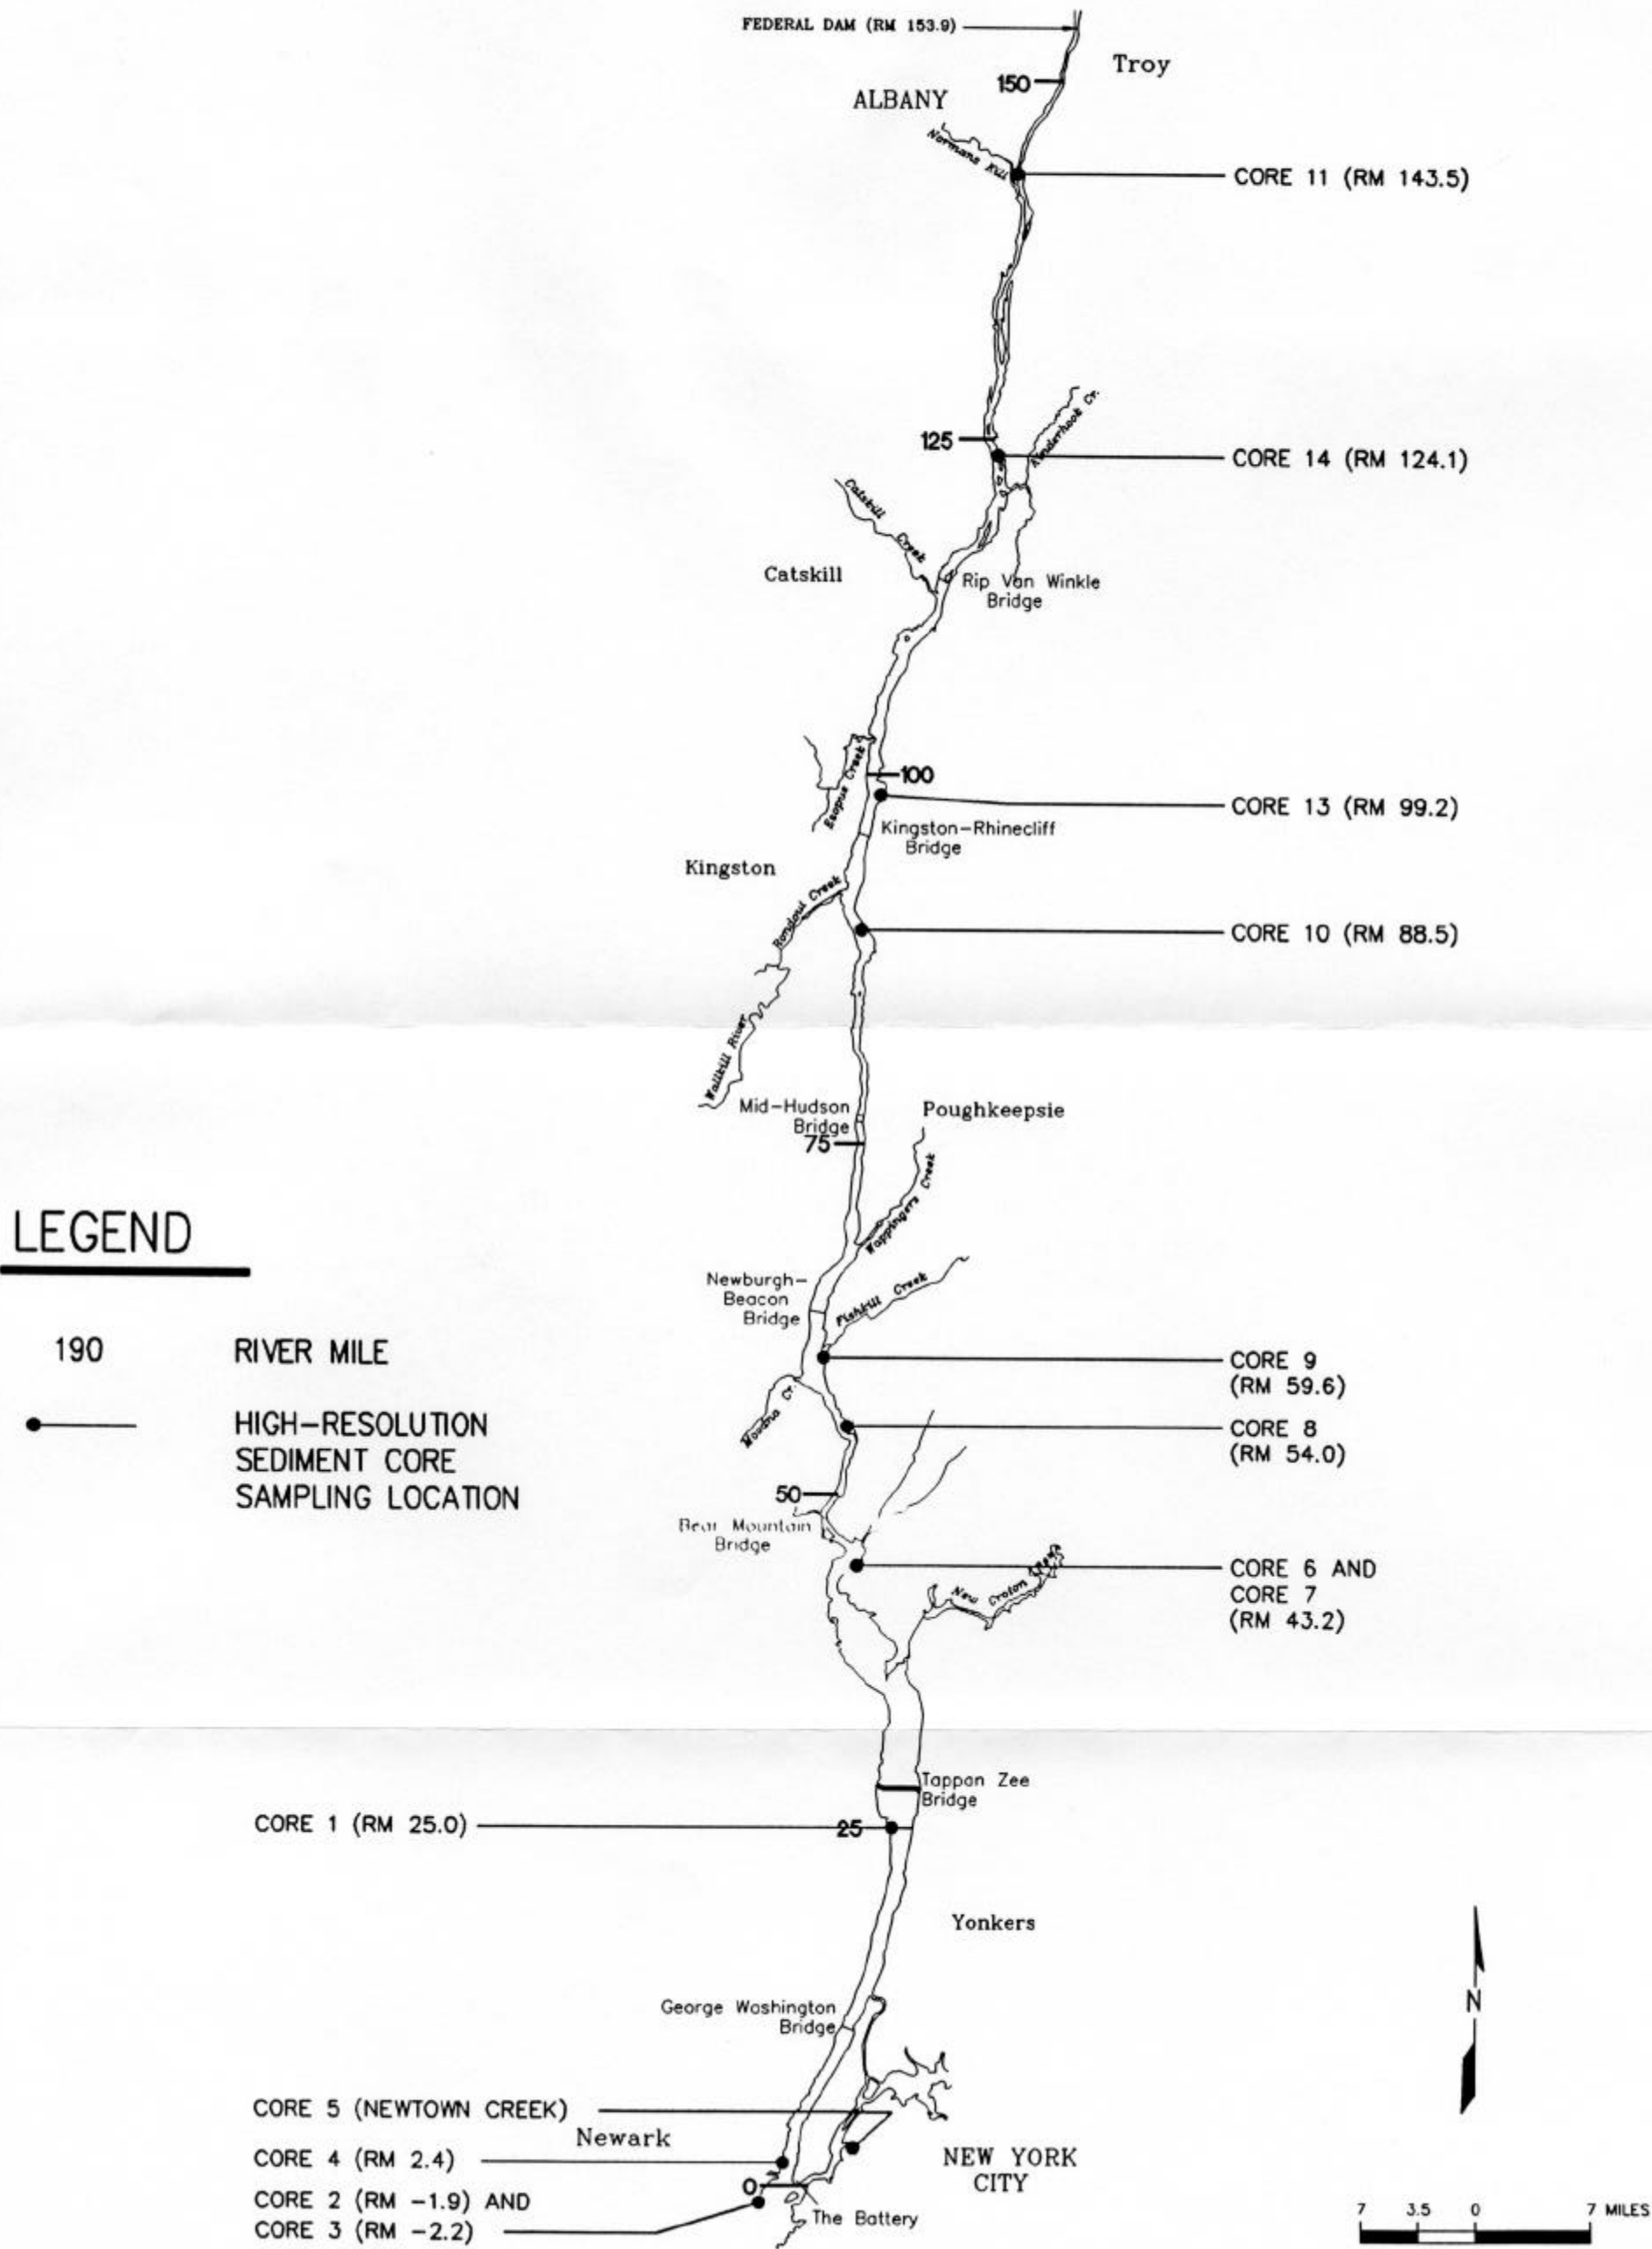 FEDERAL DAM (RM 153.9)
Troy
150
ALBANY
Normans Kill
CORE 11 (RM 143.5)
125
Kinderhook Cr.
CORE 14 (RM 124.1)
Catskill
Creek
Catskill
Rip Van Winkle
Bridge
100
Esopus Creek
CORE 13 (RM 99.2)
Kingston-Rhinecliff
Bridge
Kingston
Rondout Creek
CORE 10 (RM 88.5)
Wallkill River
Mid-Hudson
Bridge
Poughkeepsie
75
Wappingers Creek
LEGEND
Newburgh-
Beacon
Bridge
Fishkill Creek
190
RIVER MILE
CORE 9
(RM 59.6)
Moodna Cr.
HIGH-RESOLUTION
SEDIMENT CORE
SAMPLING LOCATION
CORE 8
(RM 54.0)
50
Bear Mountain
Bridge
CORE 6 AND
CORE 7
(RM 43.2)
New Croton
Tappan Zee
Bridge
CORE 1 (RM 25.0)
25
Yonkers
N
George Washington
Bridge
CORE 5 (NEWTOWN CREEK)
Newark
CORE 4 (RM 2.4)
NEW YORK
CITY
0
CORE 2 (RM -1.9) AND
CORE 3 (RM -2.2)
The Battery
7 3.5 0 7 MILES